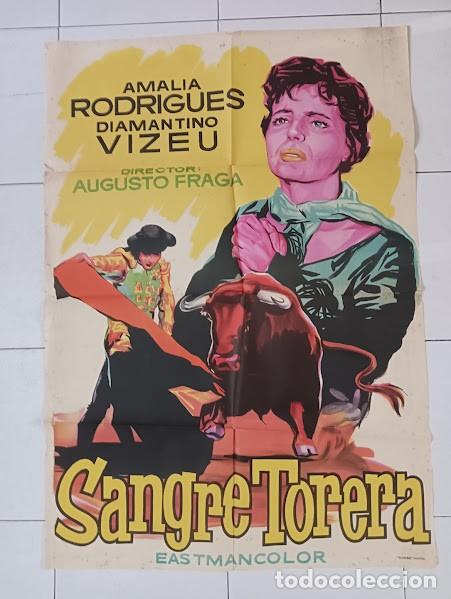 AMALIA
RODRIGUES
DIAMANTINO
VIZEU
DIRECTOR:
AUGUSTO FRAGA
Sangre Torera
EASTMANCOLOR
todocoleccion